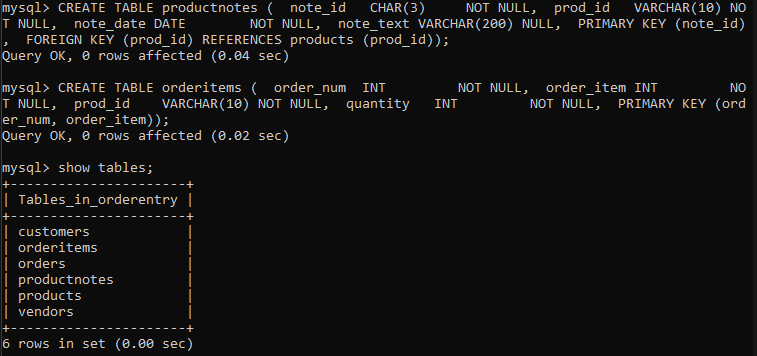 mysql> CREATE TABLE productnotes (  note_id   CHAR(3)     NOT NULL,  prod_id   VARCHAR(10) NO
T NULL,  note_date DATE        NOT NULL,  note_text VARCHAR(200) NULL,  PRIMARY KEY (note_id)
,  FOREIGN KEY (prod_id) REFERENCES products (prod_id));
Query OK, 0 rows affected (0.04 sec)

mysql> CREATE TABLE orderitems (  order_num  INT         NOT NULL,  order_item INT         NO
T NULL,  prod_id    VARCHAR(10) NOT NULL,  quantity   INT         NOT NULL,  PRIMARY KEY (ord
er_num, order_item));
Query OK, 0 rows affected (0.02 sec)

mysql> show tables;
+----------------------+
| Tables_in_orderentry |
+----------------------+
| customers            |
| orderitems           |
| orders               |
| productnotes         |
| products             |
| vendors              |
+----------------------+
6 rows in set (0.00 sec)